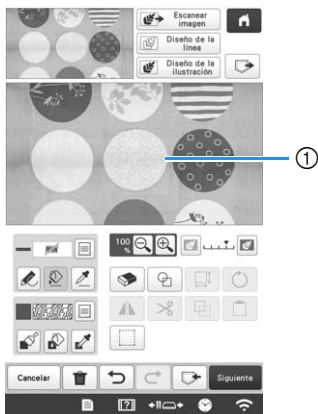 Escanear
imagen
Diseño de la
línea
Diseño de la
ilustración
①
100
%
Cancelar
Siguiente